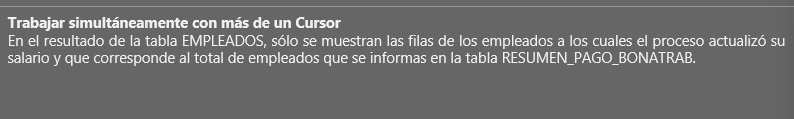 Trabajar simultáneamente con más de un Cursor
En el resultado de la tabla EMPLEADOS, sólo se muestran las filas de los empleados a los cuales el proceso actualizó su
salario y que corresponde al total de empleados que se informas en la tabla RESUMEN_PAGO_BONATRAB.